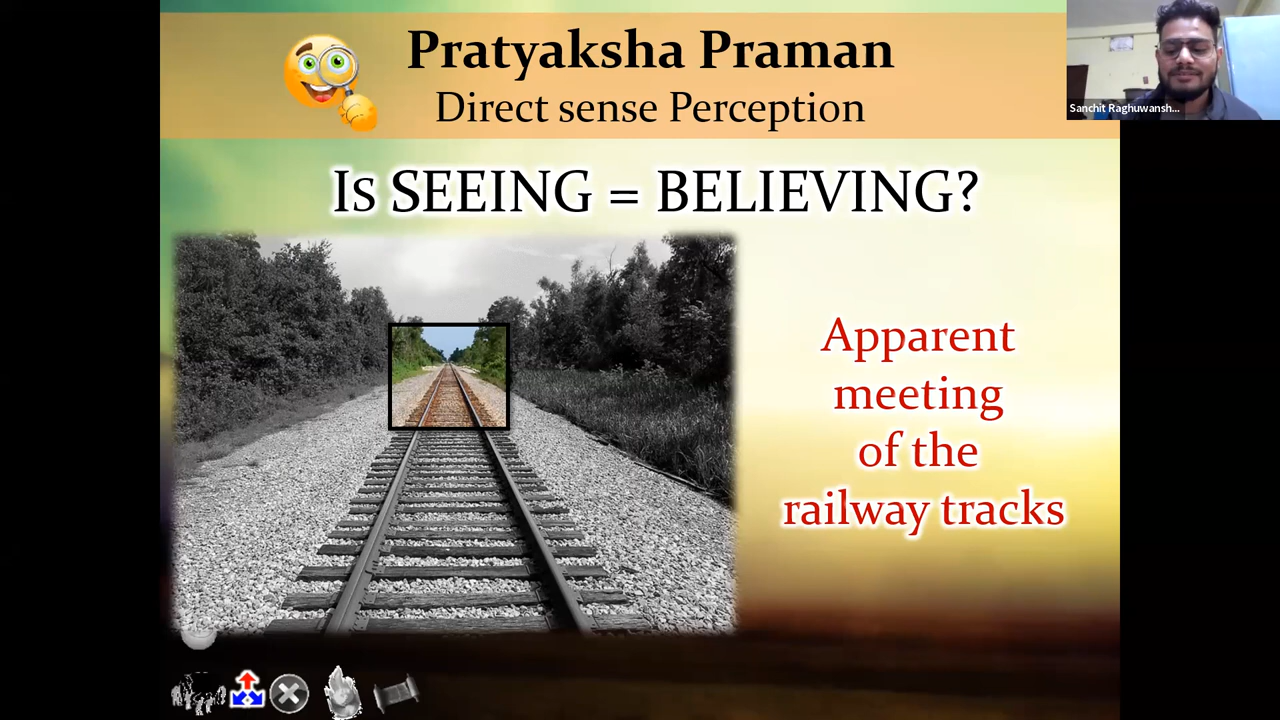 Pratyaksha Praman
Direct sense Perception
Sanchit Raghuwansh...
Is SEEING = BELIEVING?
Apparent
meeting
of the
railway tracks